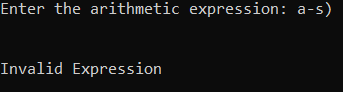 Enter the arithmetic expression: a-s)
Invalid Expression